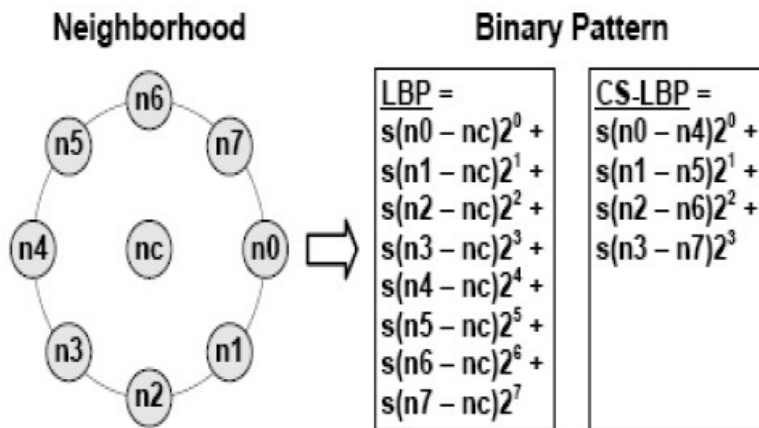 Neighborhood
Binary Pattern
n6
n5
n7
n4
nc
n0
n3
n1
n2
LBP =
s(n0 – nc)2⁰ +
s(n1 – nc)2¹ +
s(n2 – nc)2² +
s(n3 – nc)2³ +
s(n4 – nc)2⁴ +
s(n5 – nc)2⁵ +
s(n6 – nc)2⁶ +
s(n7 – nc)2⁷
CS-LBP =
s(n0 – n4)2⁰ +
s(n1 – n5)2¹ +
s(n2 – n6)2² +
s(n3 – n7)2³